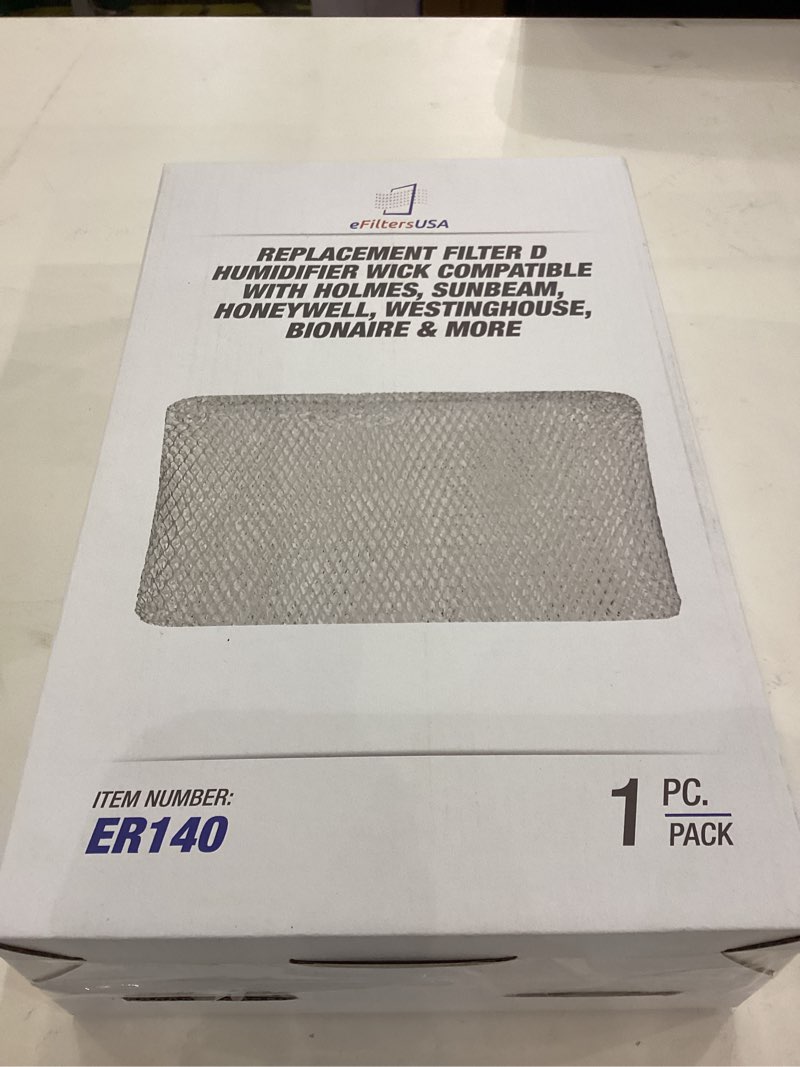 eFiltersUSA
REPLACEMENT FILTER D
HUMIDIFIER WICK COMPATIBLE
WITH HOLMES, SUNBEAM,
HONEYWELL, WESTINGHOUSE,
BIONAIRE & MORE
ITEM NUMBER:
ER140
1 PC.
PACK